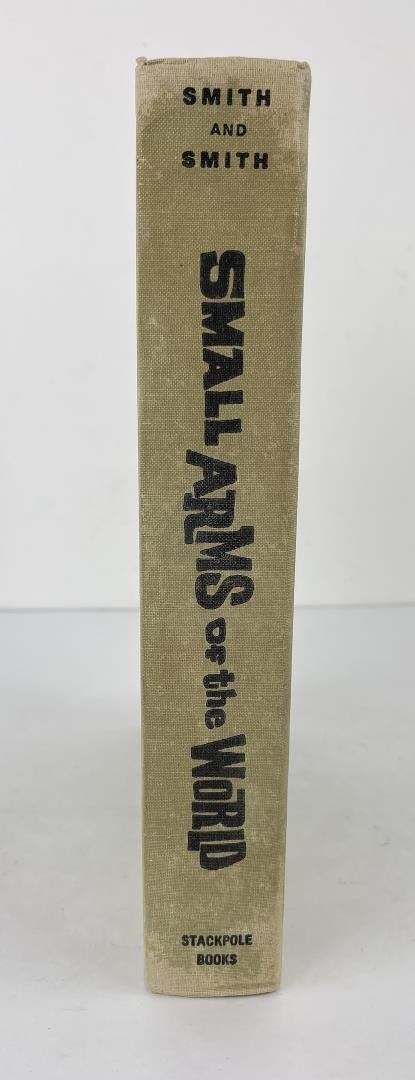 SMITH
AND
SMITH
SMALL ARMS OF the WORLD
STACKPOLE
BOOKS